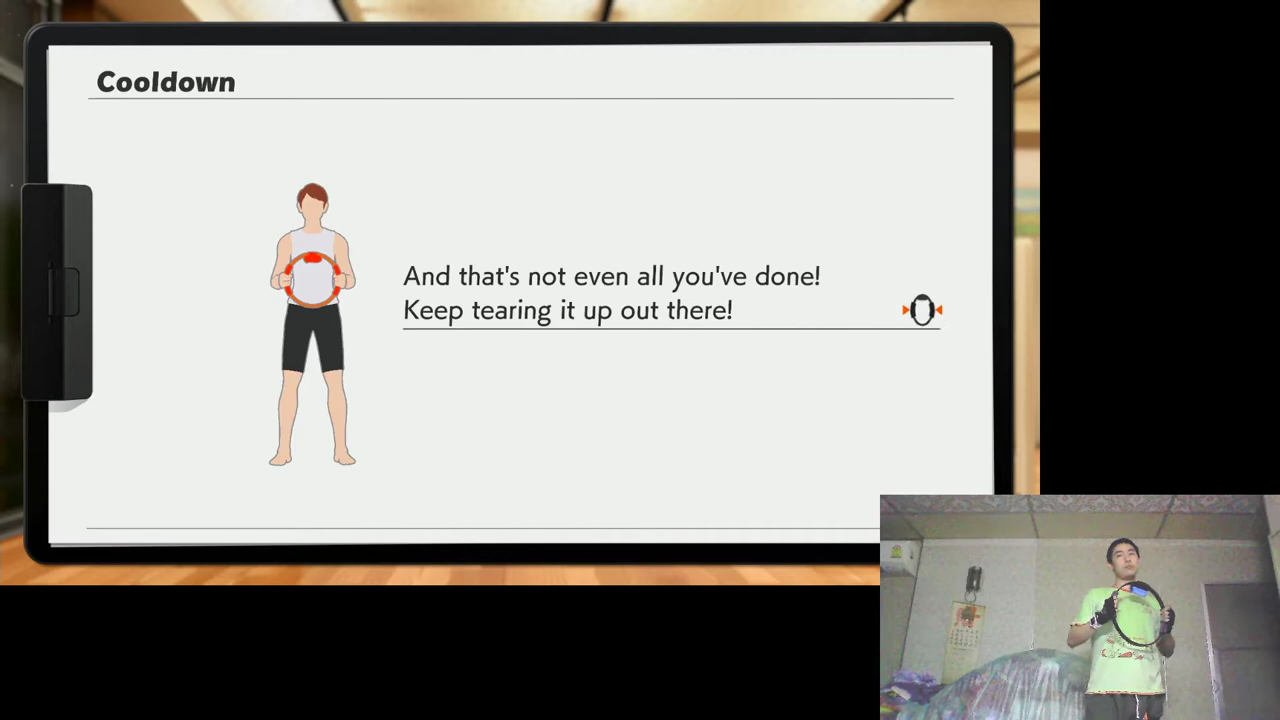 Cooldown
And that's not even all you've done!
Keep tearing it up out there!